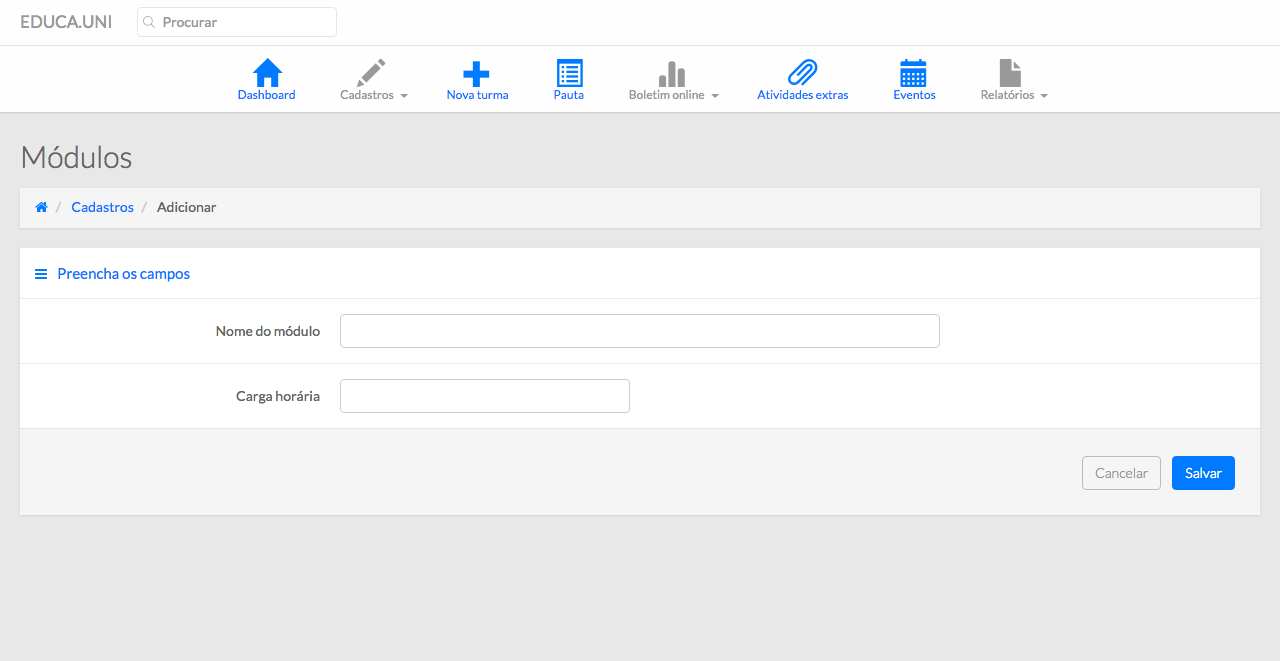 EDUCA.UNI Procurar
Dashboard Cadastros Nova turma Pauta Boletim online Atividades extras Eventos Relatórios
Módulos
/ Cadastros / Adicionar
Preencha os campos
Nome do módulo
Carga horária
Cancelar Salvar